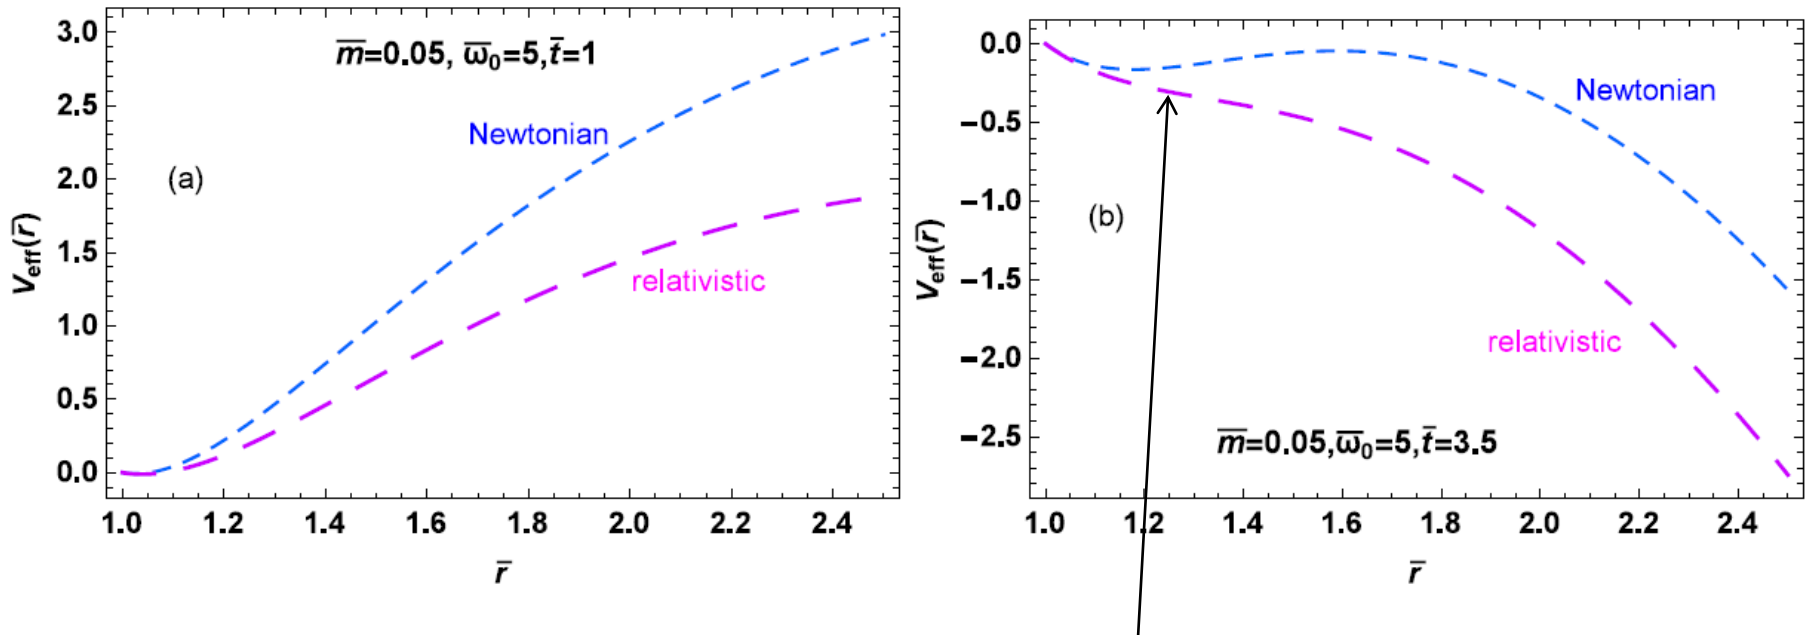 3.0
2.5
2.0
1.5
1.0
0.5
0.0
V_eff(r̅)
m̅=0.05, ω̅₀=5,t̅=1
Newtonian
(a)
relativistic
1.0 1.2 1.4 1.6 1.8 2.0 2.2 2.4
r̅
0.0
−0.5
−1.0
−1.5
−2.0
−2.5
V_eff(r̅)
Newtonian
(b)
relativistic
m̅=0.05,ω̅₀=5,t̅=3.5
1.0 1.2 1.4 1.6 1.8 2.0 2.2 2.4
r̅